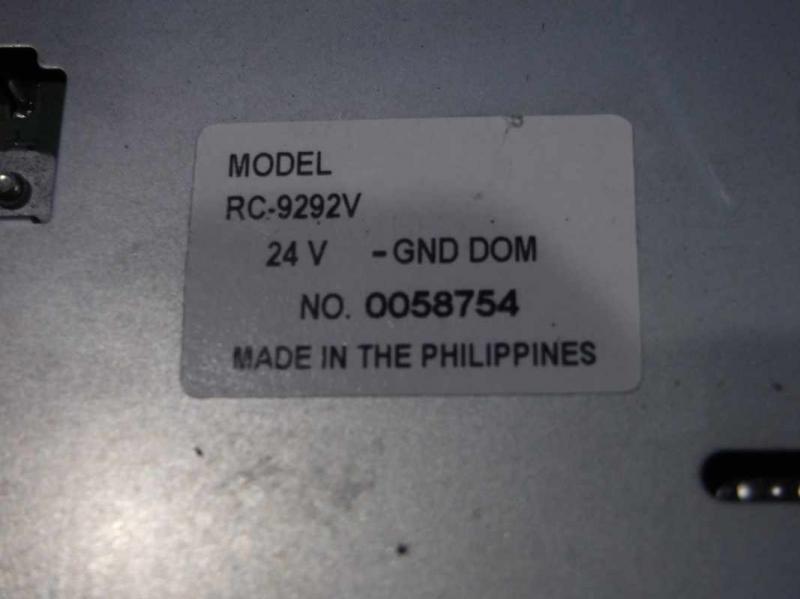 MODEL
RC-9292V
24 V -GND DOM
NO. 0058754
MADE IN THE PHILIPPINES